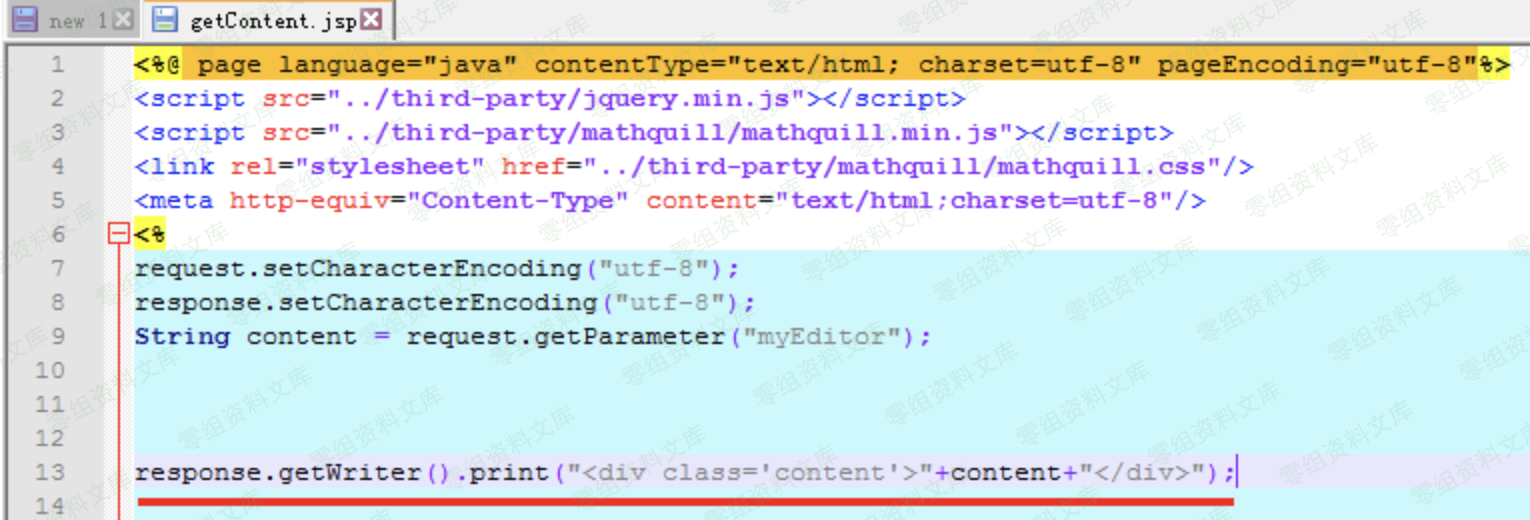 new 1 getContent.jsp
1 <%@ page language="java" contentType="text/html; charset=utf-8" pageEncoding="utf-8"%>
2 <script src="../third-party/jquery.min.js"></script>
3 <script src="../third-party/mathquill/mathquill.min.js"></script>
4 <link rel="stylesheet" href="../third-party/mathquill/mathquill.css"/>
5 <meta http-equiv="Content-Type" content="text/html;charset=utf-8"/>
6 <%
7 request.setCharacterEncoding("utf-8");
8 response.setCharacterEncoding("utf-8");
9 String content = request.getParameter("myEditor");
10
11
12
13 response.getWriter().print("<div class='content'>"+content+"</div>");
14
零组资料文库